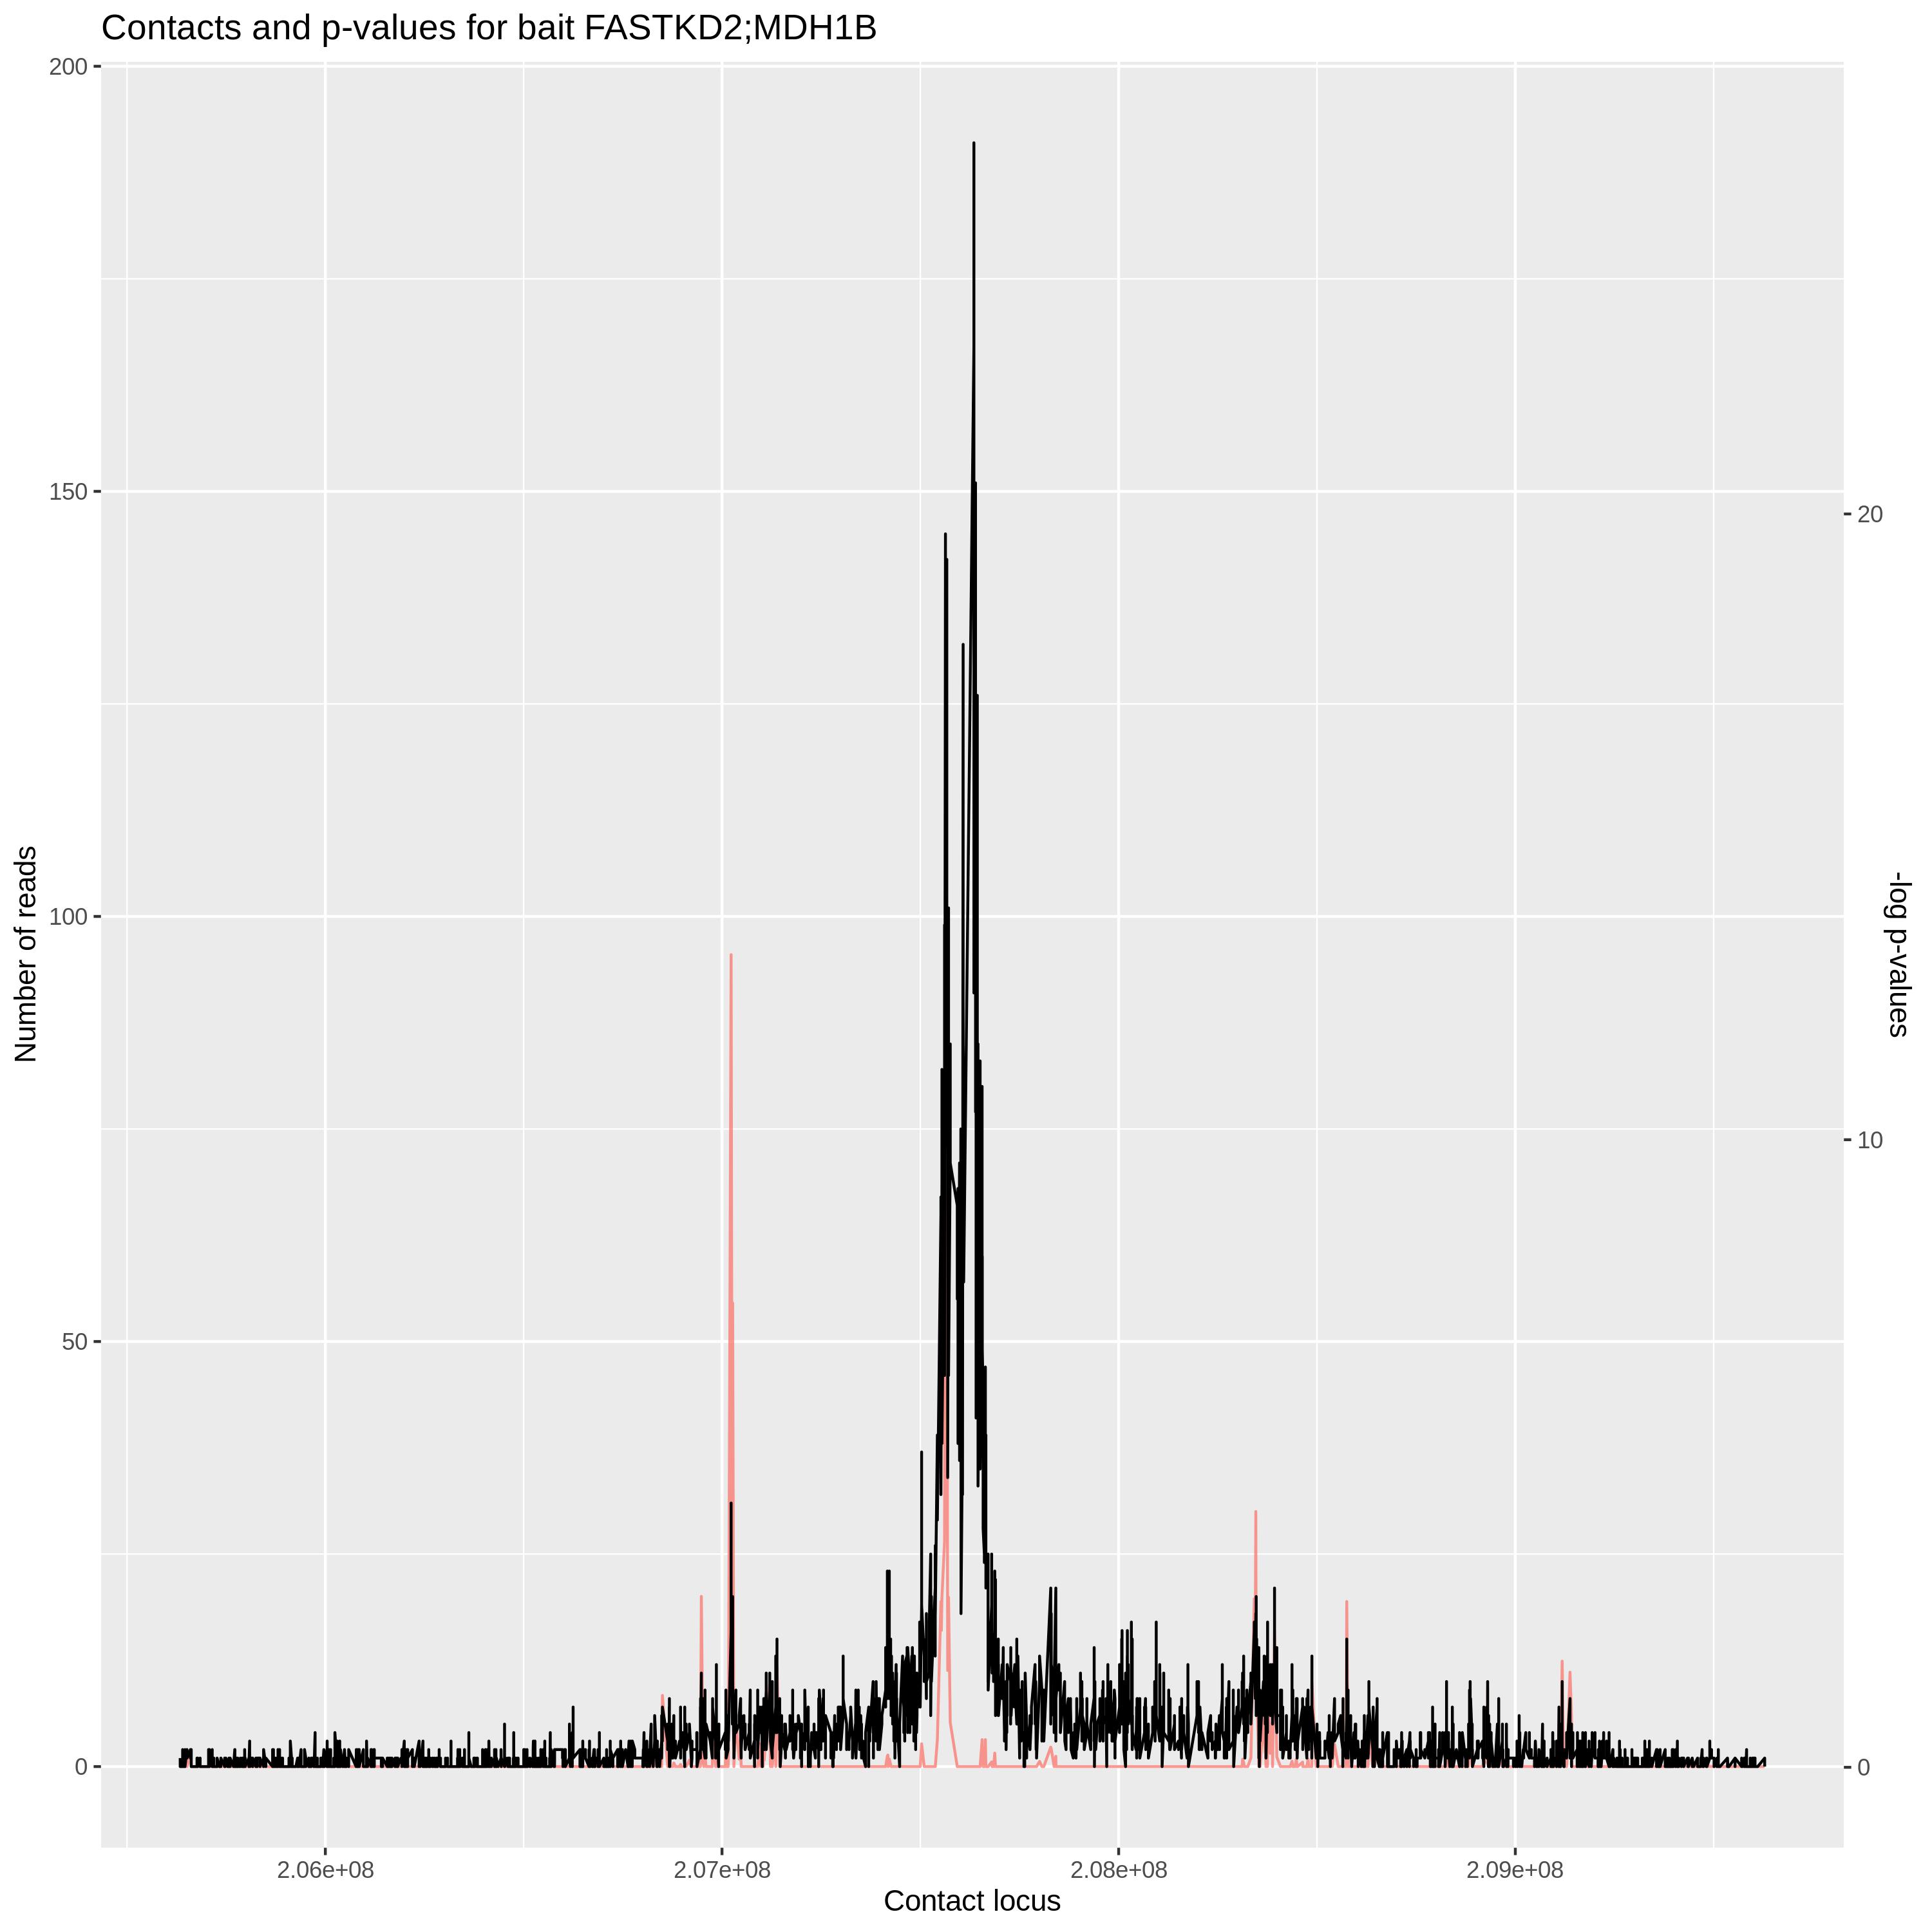 Contacts and p-values for bait FASTKD2;MDH1B
200
150
100
50
0
Number of reads
20
10
0
-log p-values
2.06e+08 2.07e+08 2.08e+08 2.09e+08
Contact locus